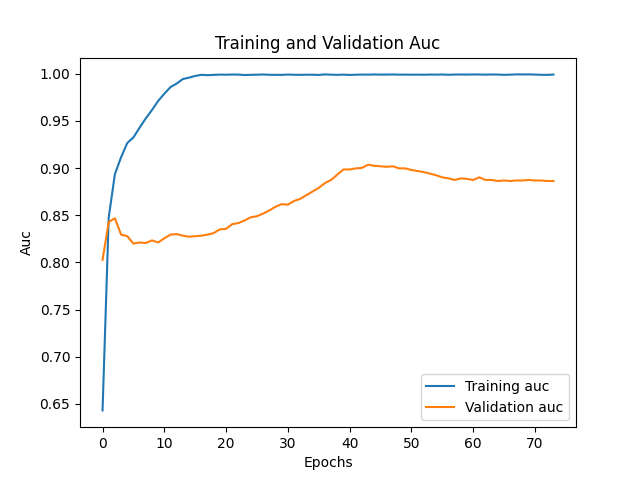 Training and Validation Auc
1.00
0.95
0.90
0.85
0.80
0.75
0.70
0.65
Auc
0 10 20 30 40 50 60 70
Epochs
Training auc
Validation auc